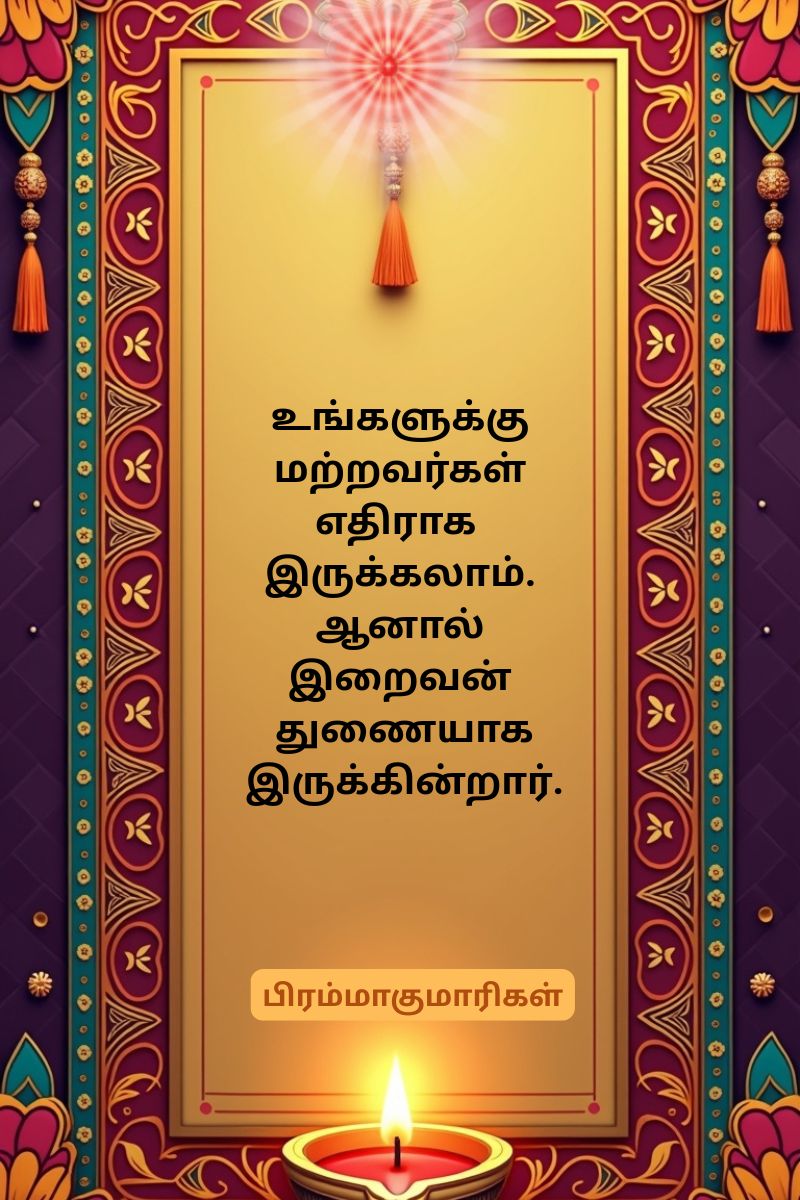 உங்களுக்கு
மற்றவர்கள்
எதிராக
இருக்கலாம்.
ஆனால்
இறைவன்
துணையாக
இருக்கின்றார்.
பிரம்மாகுமாரிகள்